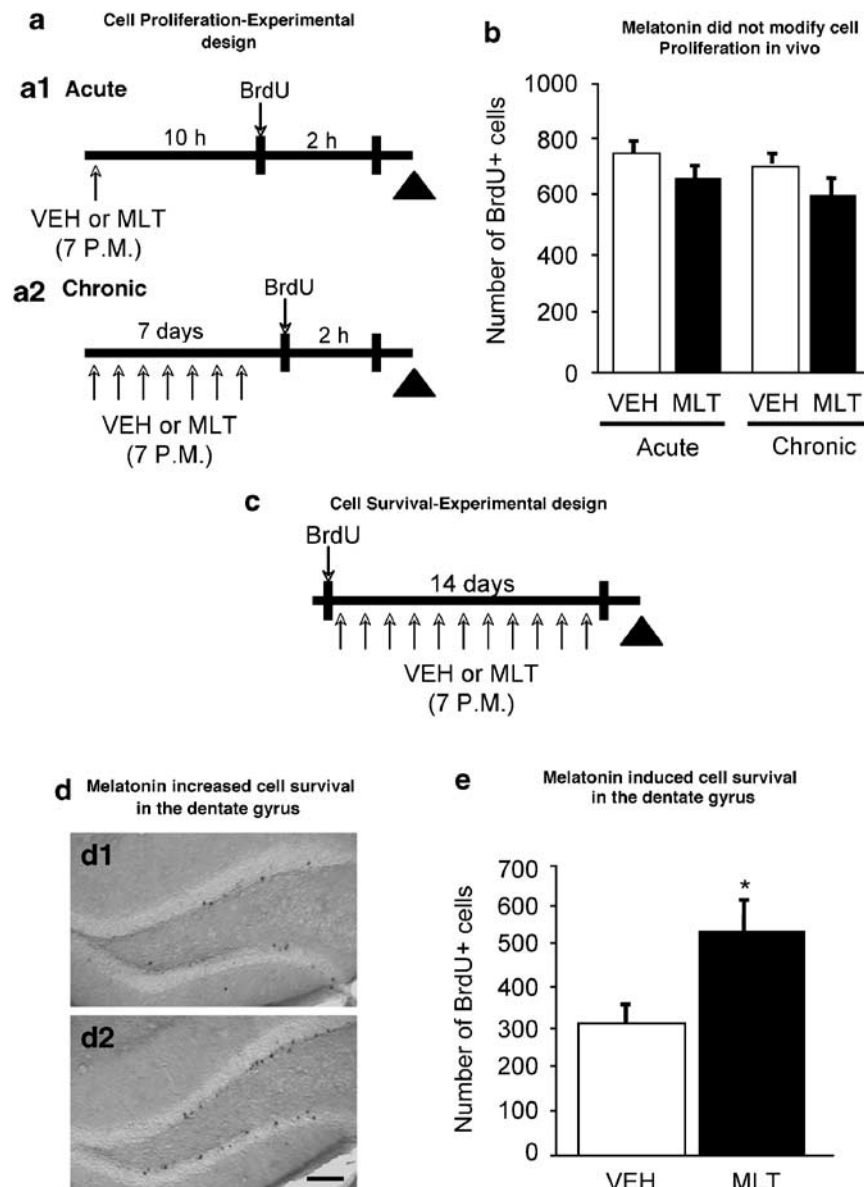 a
Cell Proliferation-Experimental
design
a1 Acute
BrdU
10 h
2 h
VEH or MLT
(7 P.M.)
a2 Chronic
BrdU
7 days
2 h
VEH or MLT
(7 P.M.)
b
Melatonin did not modify cell
Proliferation in vivo
Number of BrdU+ cells
1000
800
600
400
200
0
VEH MLT VEH MLT
Acute Chronic
c
Cell Survival-Experimental design
BrdU
14 days
VEH or MLT
(7 P.M.)
d
Melatonin increased cell survival
in the dentate gyrus
d1
d2
e
Melatonin induced cell survival
in the dentate gyrus
Number of BrdU+ cells
700
600
500
400
300
200
100
0
*
VEH MLT